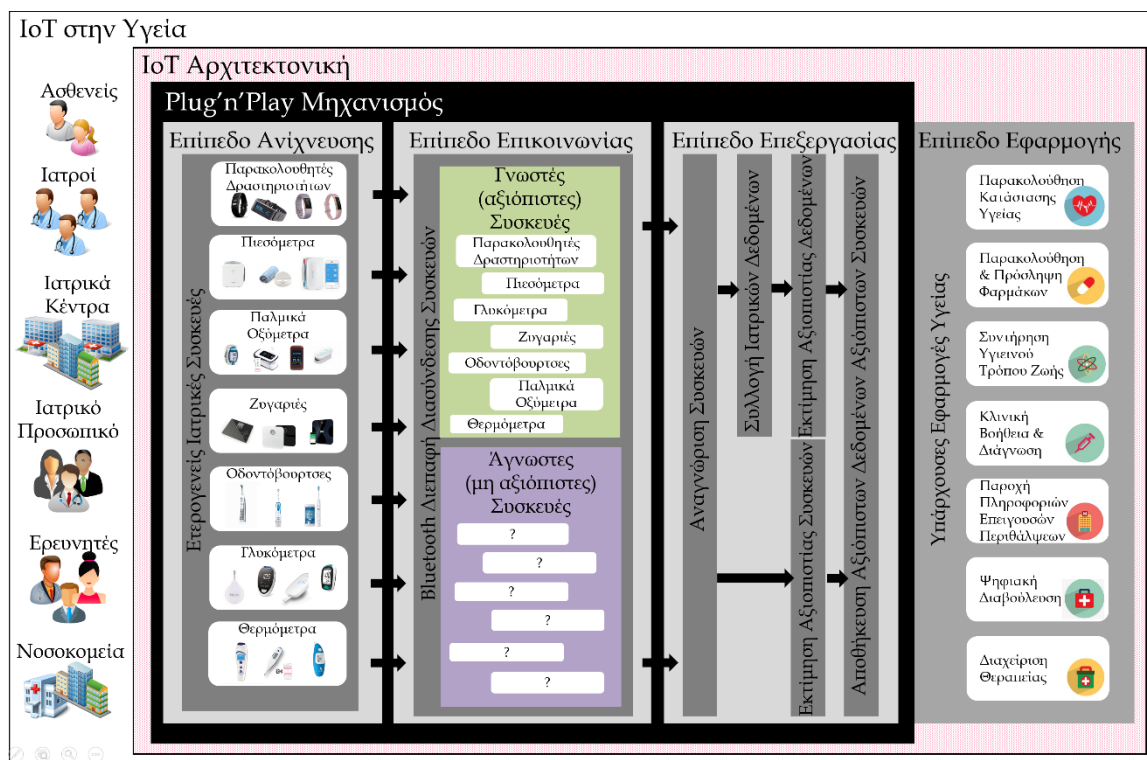 IoT στην Υγεία
IoT Αρχιτεκτονική
Plug’n’Play Μηχανισμός
Ασθενείς
Ιατροί
Ιατρικά
Κέντρα
Ιατρικό
Προσωπικό
Ερευνητές
Νοσοκομεία
Επίπεδο Ανίχνευσης
Ετερογενείς Ιατρικές Συσκευές
Παρακολουθητές
Δραστηριοτήτων
Πιεσόμετρα
Παλμικά
Οξύμετρα
Ζυγαριές
Οδοντόβουρτσες
Γλυκόμετρα
Θερμόμετρα
Επίπεδο Επικοινωνίας
Bluetooth Διεπαφή Διασύνδεσης Συσκευών
Γνωστές
(αξιόπιστες)
Συσκευές
Παρακολουθητές
Δραστηριοτήτων
Πιεσόμετρα
Γλυκόμετρα
Ζυγαριές
Οδοντόβουρτσες
Παλμικά
Οξύμετρα
Θερμόμετρα
Άγνωστες
(μη αξιόπιστες)
Συσκευές
?
?
?
?
?
?
Επίπεδο Επεξεργασίας
Αναγνώριση Συσκευών
Συλλογή Ιατρικών Δεδομένων
Εκτίμηση Αξιοπιστίας Δεδομένων
Εκτίμηση Αξιοπιστίας Συσκευών
Αποθήκευση Αξιόπιστων Δεδομένων Αξιόπιστων Συσκευών
Επίπεδο Εφαρμογής
Υπάρχουσες Εφαρμογές Υγείας
Παρακολούθηση
Κατάστασης
Υγείας
Παρακολούθηση
& Πρόσληψη
Φαρμάκων
Συντήρηση
Υγιεινού
Τρόπου Ζωής
Κλινική
Βοήθεια &
Διάγνωση
Παροχή
Πληροφοριών
Επειγουσών
Περιθάλψεων
Ψηφιακή
Διαβούλευση
Διαχείριση
Θεραπείας